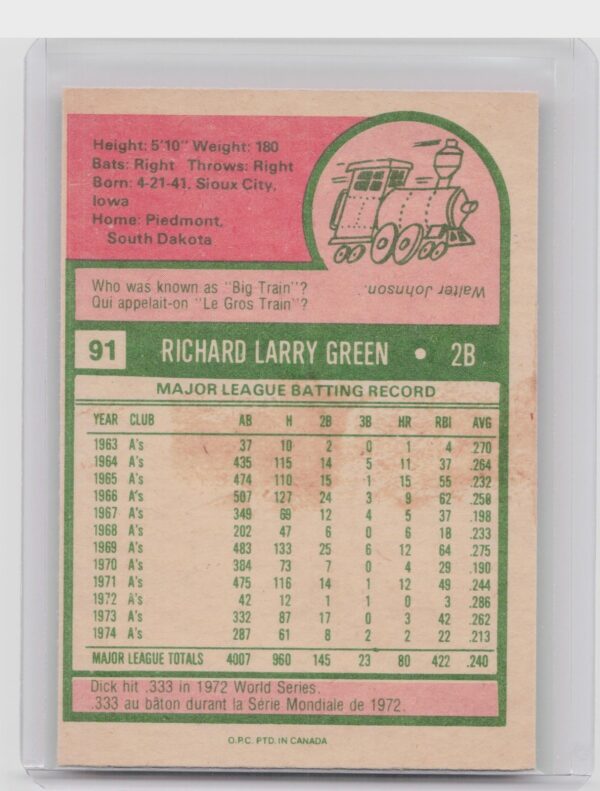 Height: 5'10" Weight: 180
Bats: Right Throws: Right
Born: 4-21-41, Sioux City,
Iowa
Home: Piedmont,
South Dakota
Who was known as "Big Train"?
Qui appelait-on "Le Gros Train"?
Walter Johnson.
91 RICHARD LARRY GREEN • 2B
MAJOR LEAGUE BATTING RECORD
YEAR CLUB AB H 2B 3B HR RBI AVG
1963 A's 37 10 2 0 1 4 .270
1964 A's 435 115 14 5 11 37 .264
1965 A's 474 110 15 1 15 55 .232
1966 A's 507 127 24 3 9 62 .250
1967 A's 349 69 12 4 5 37 .198
1968 A's 202 47 6 0 6 18 .233
1969 A's 483 133 25 6 12 64 .275
1970 A's 384 73 7 0 4 29 .190
1971 A's 475 116 14 1 12 49 .244
1972 A's 42 12 1 1 0 3 .286
1973 A's 332 87 17 0 3 42 .262
1974 A's 287 61 8 2 2 22 .213
MAJOR LEAGUE TOTALS 4007 960 145 23 80 422 .240
Dick hit .333 in 1972 World Series.
.333 au bâton durant la Série Mondiale de 1972.
O.P.C. PTD. IN CANADA